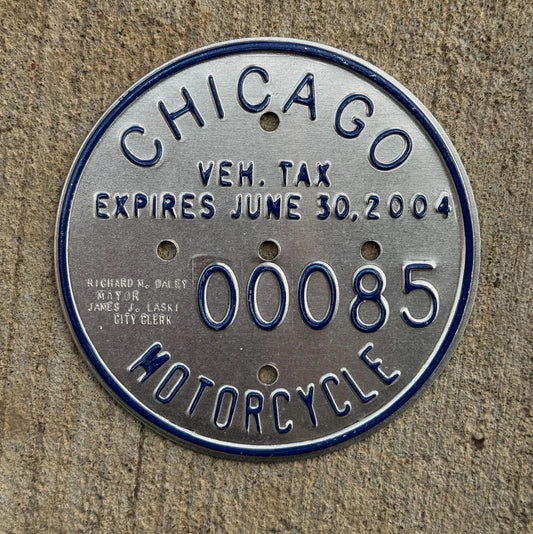 CHICAGO
VEH. TAX
EXPIRES JUNE 30, 2004
00085
RICHARD M. DALEY
MAYOR
JAMES J. LASKI
CITY CLERK
MOTORCYCLE